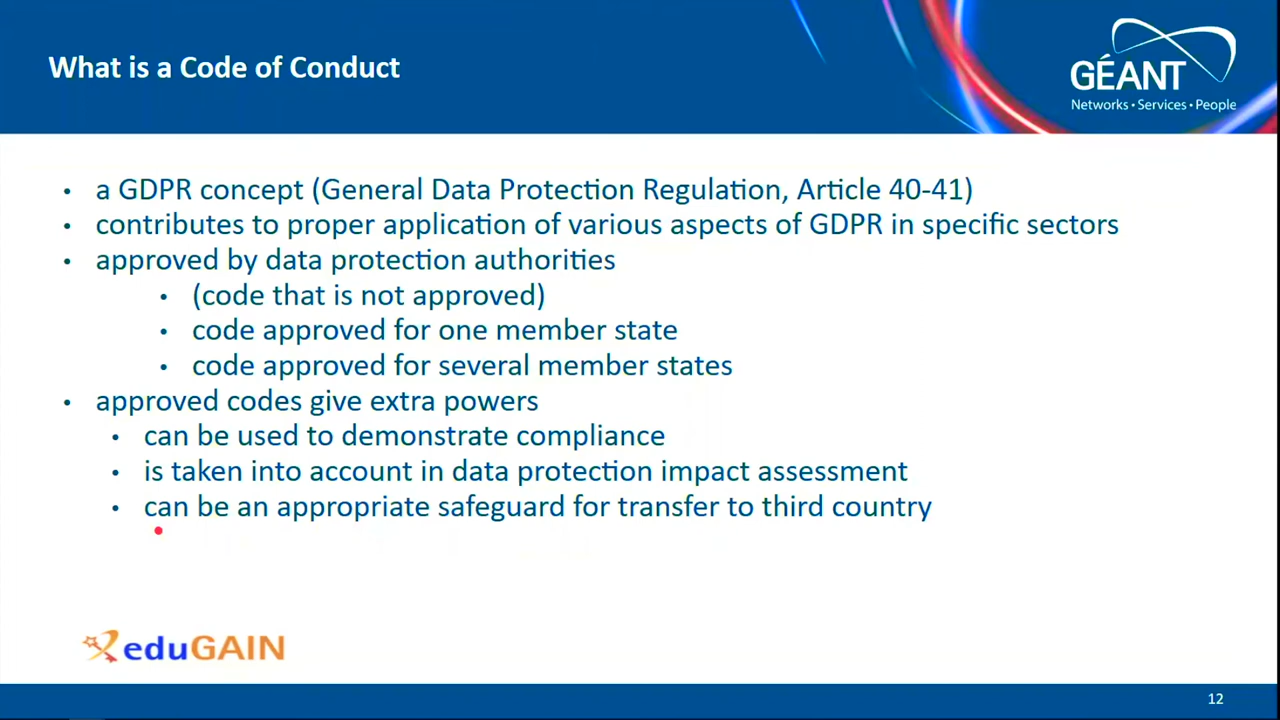 What is a Code of Conduct
GÉANT
Networks • Services • People
• a GDPR concept (General Data Protection Regulation, Article 40-41)
• contributes to proper application of various aspects of GDPR in specific sectors
• approved by data protection authorities
• (code that is not approved)
• code approved for one member state
• code approved for several member states
• approved codes give extra powers
• can be used to demonstrate compliance
• is taken into account in data protection impact assessment
• can be an appropriate safeguard for transfer to third country
eduGAIN
12